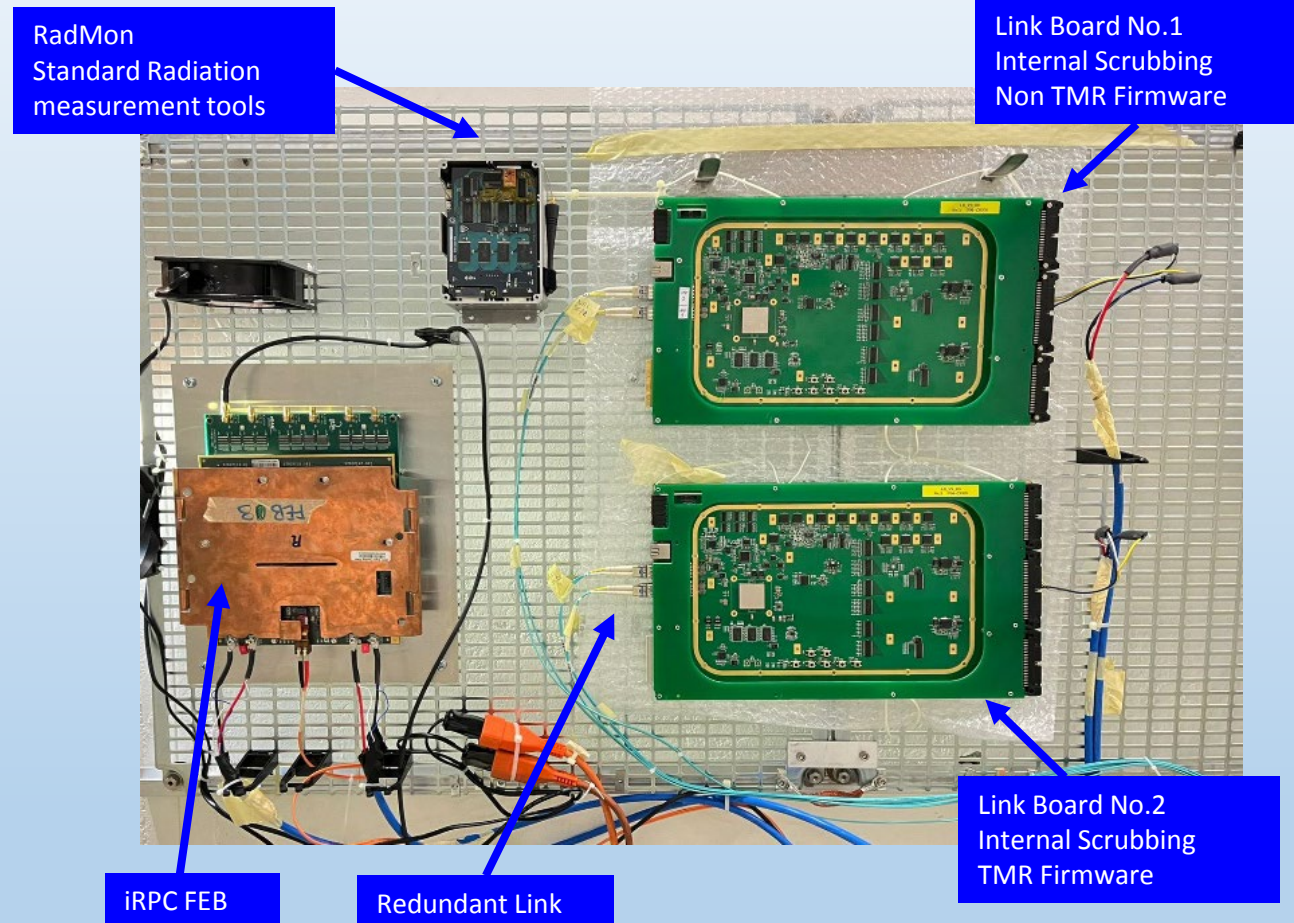 RadMon
Standard Radiation
measurement tools
Link Board No.1
Internal Scrubbing
Non TMR Firmware
FEB 3
R
Link Board No.2
Internal Scrubbing
TMR Firmware
iRPC FEB
Redundant Link